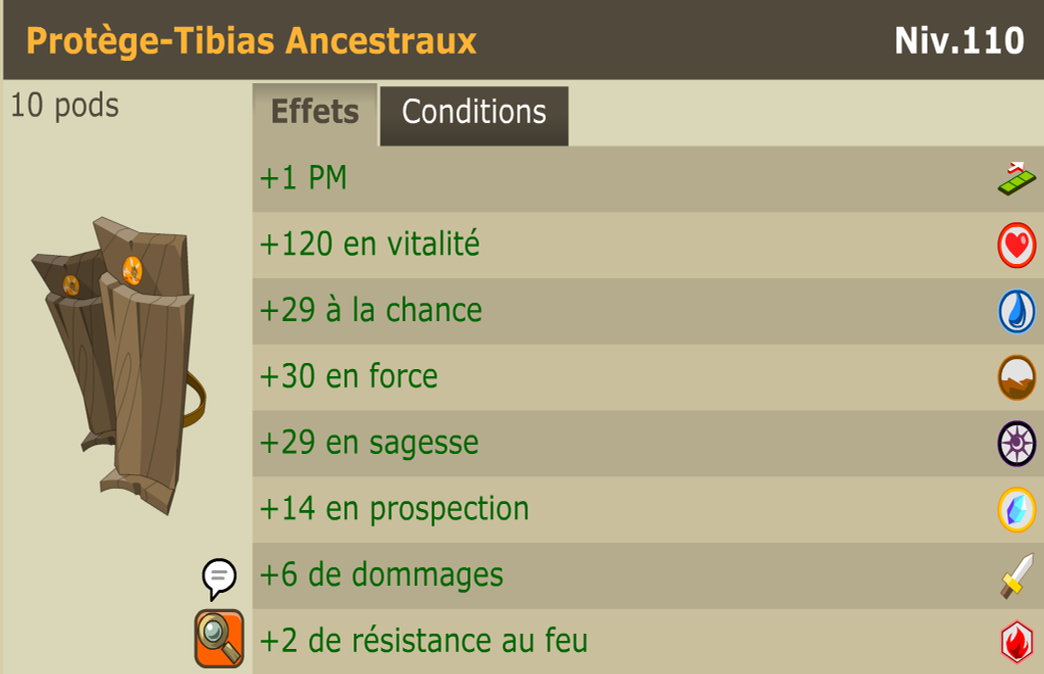 Protège-Tibias Ancestraux
Niv.110
10 pods
Effets
Conditions
+1 PM
+120 en vitalité
+29 à la chance
+30 en force
+29 en sagesse
+14 en prospection
+6 de dommages
+2 de résistance au feu